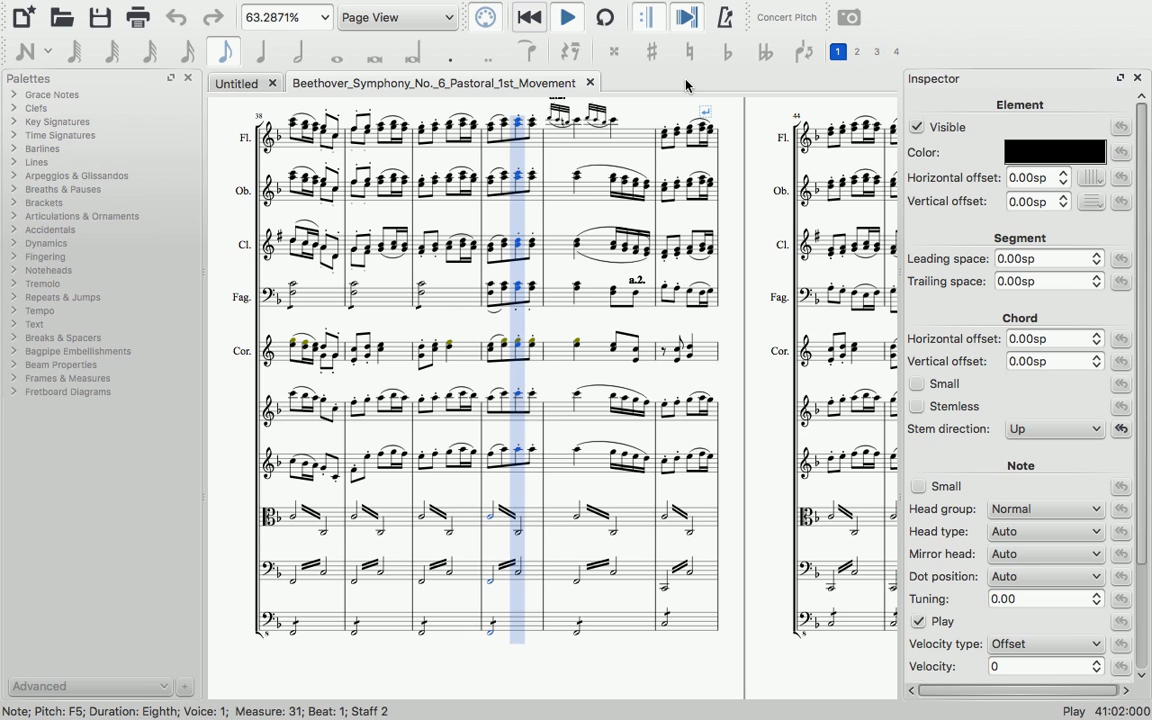 63.2871%
Page View
Concert Pitch
1 2 3 4
Palettes
Untitled
Beethover_Symphony_No._6_Pastoral_1st_Movement
Inspector
Grace Notes
Clefs
Key Signatures
Time Signatures
Barlines
Lines
Arpeggios & Glissandos
Breaths & Pauses
Brackets
Articulations & Ornaments
Accidentals
Dynamics
Fingering
Noteheads
Tremolo
Repeats & Jumps
Tempo
Text
Breaks & Spacers
Bagpipe Embellishments
Beam Properties
Frames & Measures
Fretboard Diagrams
Advanced
38
Fl.
Ob.
Cl.
Fag.
a.2.
Cor.
8
44
Fl.
Ob.
Cl.
Fag.
Cor.
8
Element
Visible
Color:
Horizontal offset: 0.00sp
Vertical offset: 0.00sp
Segment
Leading space: 0.00sp
Trailing space: 0.00sp
Chord
Horizontal offset: 0.00sp
Vertical offset: 0.00sp
Small
Stemless
Stem direction: Up
Note
Small
Head group: Normal
Head type: Auto
Mirror head: Auto
Dot position: Auto
Tuning: 0.00
Play
Velocity type: Offset
Velocity: 0
Note; Pitch: F5; Duration: Eighth; Voice: 1; Measure: 31; Beat: 1; Staff 2
Play 41:02:000